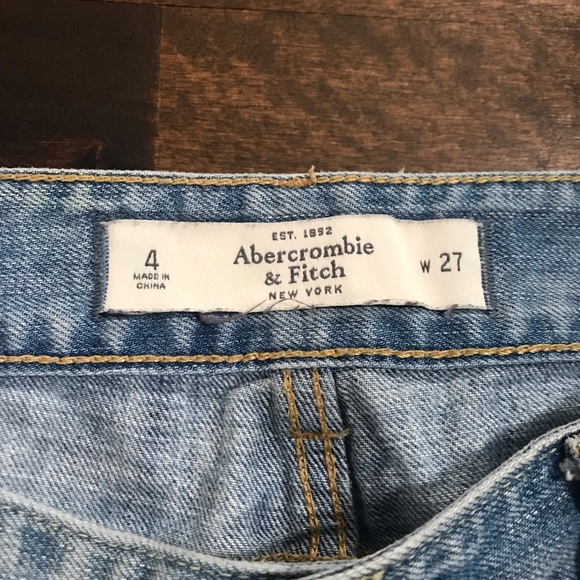 4
MADE IN
CHINA
EST. 1892
Abercrombie
& Fitch
NEW YORK
W 27